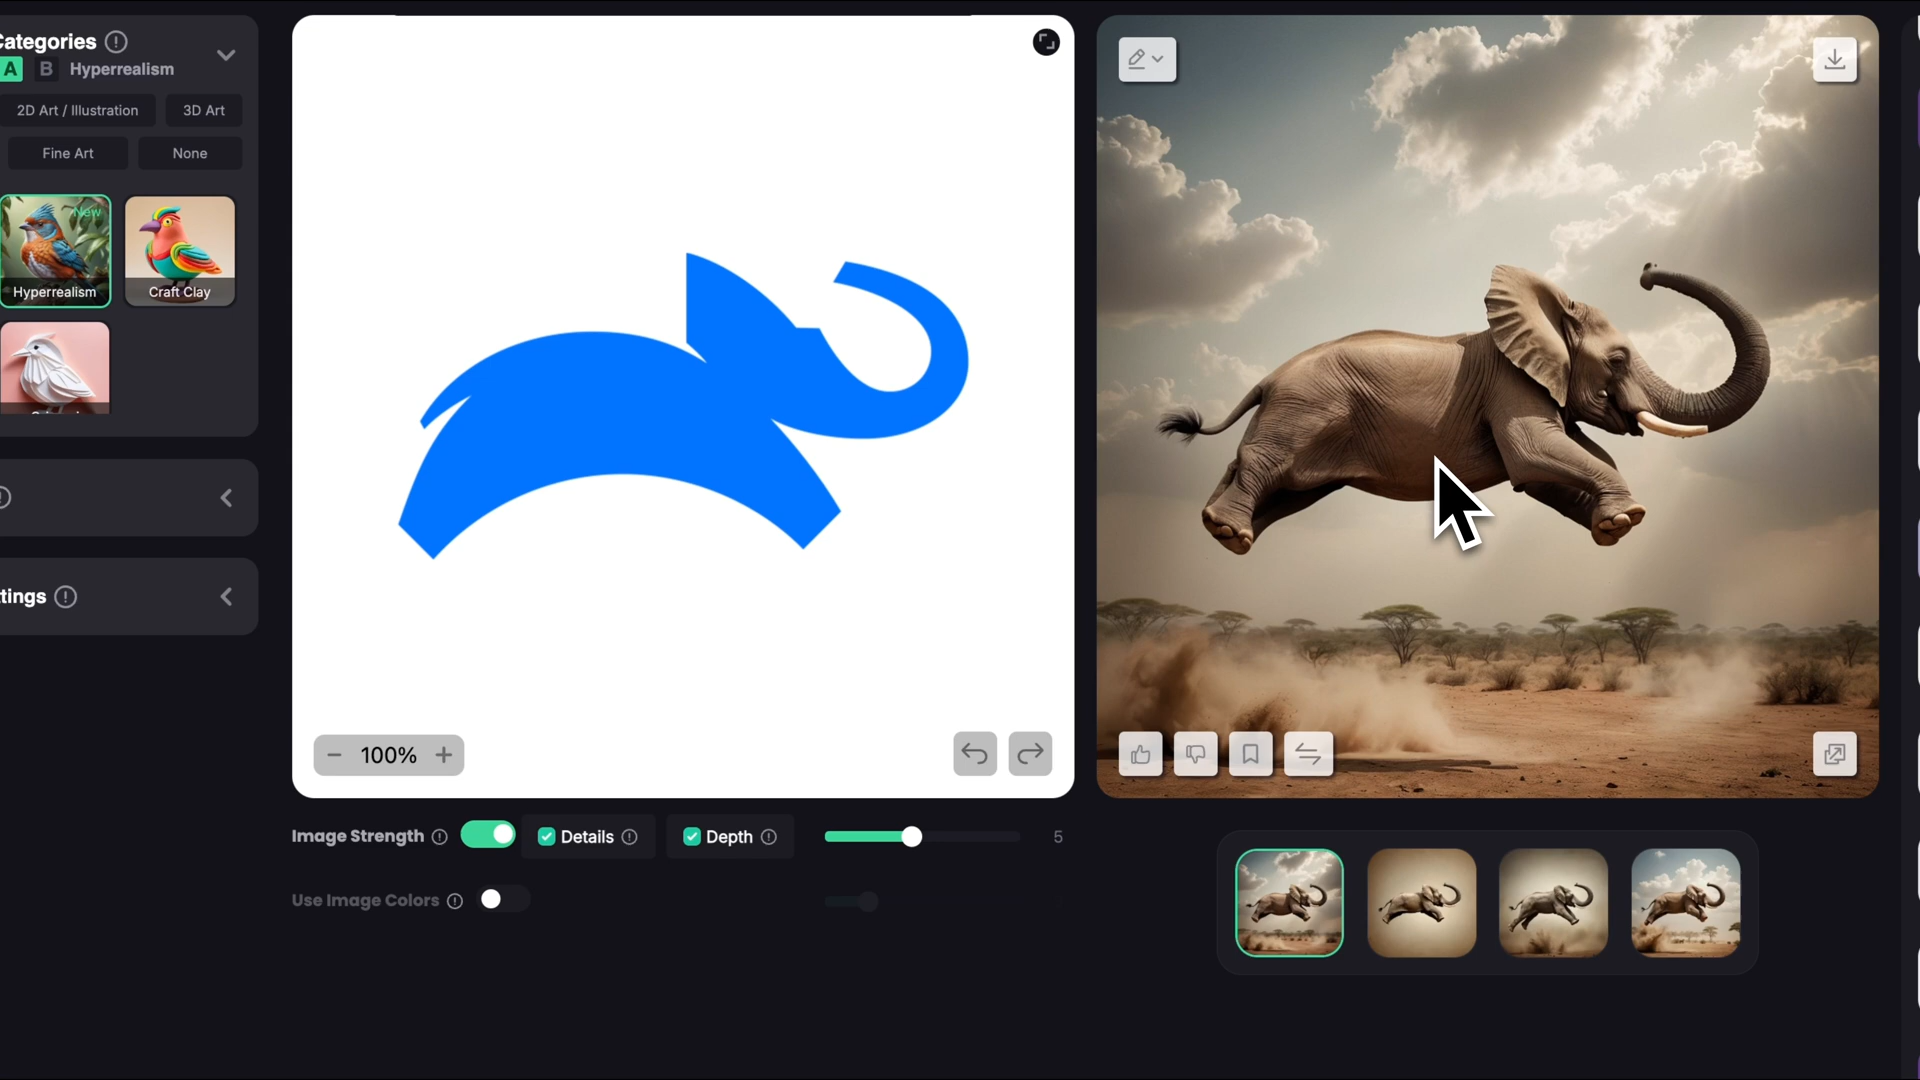 Categories
A B Hyperrealism
2D Art / Illustration 3D Art
Fine Art None
New
Hyperrealism Craft Clay
tings
100%
Image Strength Details Depth 5
Use Image Colors